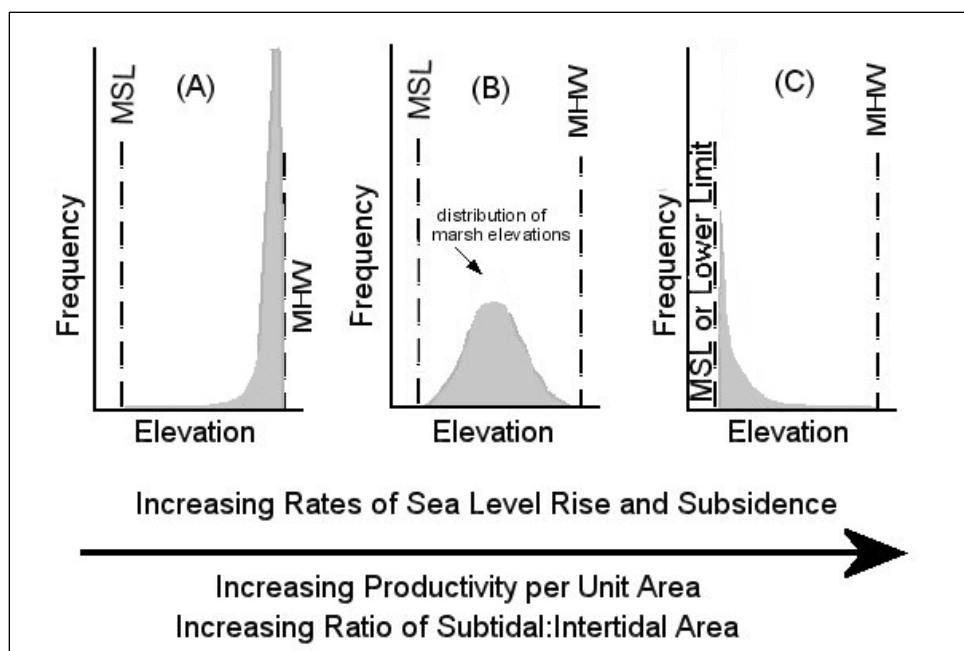 (A)
MSL
MHW
Frequency
Elevation
(B)
MSL
MHW
distribution of
marsh elevations
Frequency
Elevation
(C)
MSL or Lower Limit
MHW
Frequency
Elevation
Increasing Rates of Sea Level Rise and Subsidence
Increasing Productivity per Unit Area
Increasing Ratio of Subtidal:Intertidal Area